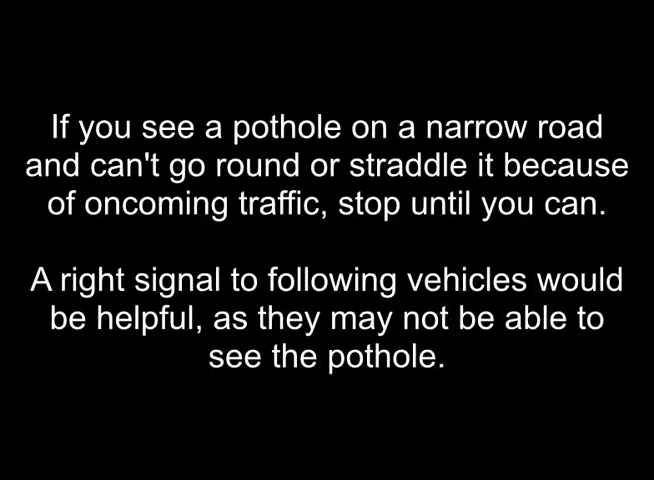 If you see a pothole on a narrow road
and can't go round or straddle it because
of oncoming traffic, stop until you can.
A right signal to following vehicles would
be helpful, as they may not be able to
see the pothole.